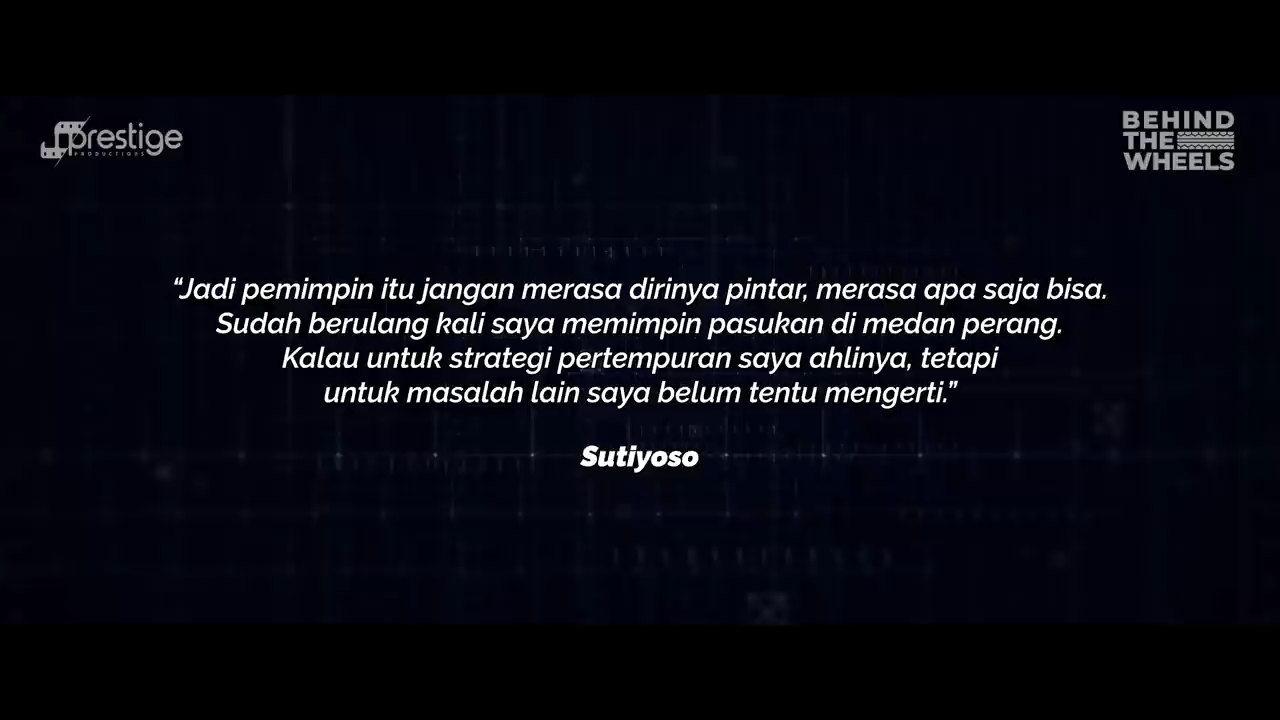 prestige
PRODUCTIONS
BEHIND
THE
WHEELS
“Jadi pemimpin itu jangan merasa dirinya pintar, merasa apa saja bisa.
Sudah berulang kali saya memimpin pasukan di medan perang.
Kalau untuk strategi pertempuran saya ahlinya, tetapi
untuk masalah lain saya belum tentu mengerti.”
Sutiyoso